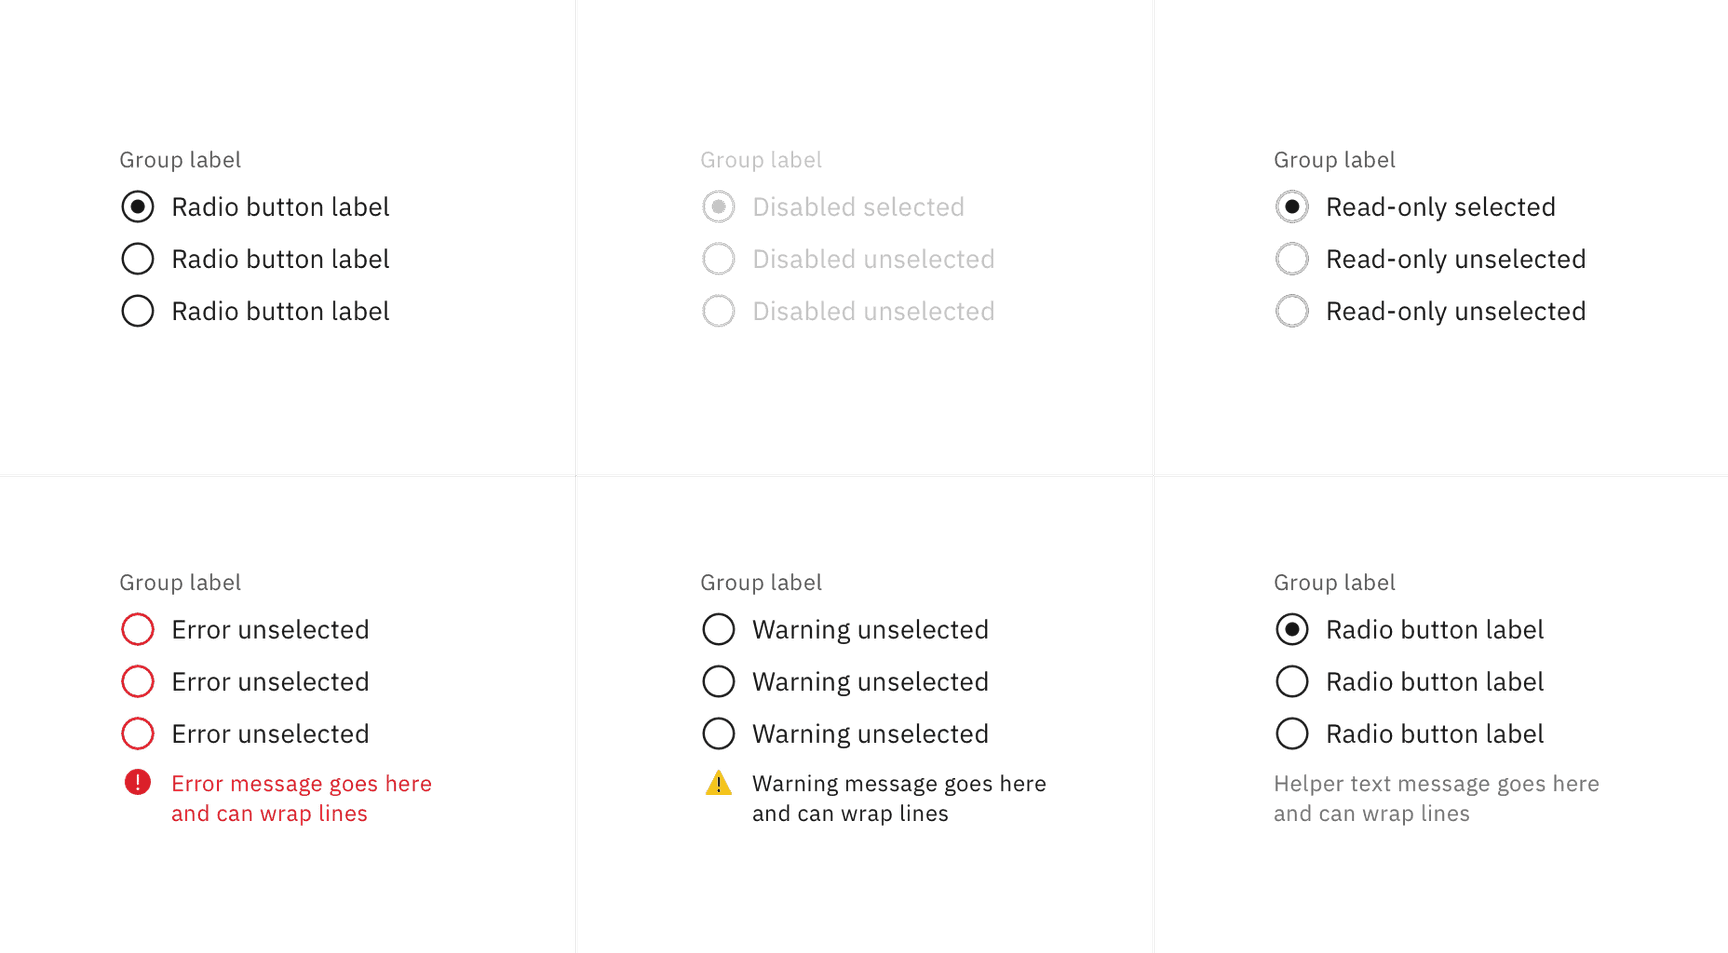 Group label
Radio button label
Radio button label
Radio button label
Group label
Disabled selected
Disabled unselected
Disabled unselected
Group label
Read-only selected
Read-only unselected
Read-only unselected
Group label
Error unselected
Error unselected
Error unselected
Error message goes here
and can wrap lines
Group label
Warning unselected
Warning unselected
Warning unselected
Warning message goes here
and can wrap lines
Group label
Radio button label
Radio button label
Radio button label
Helper text message goes here
and can wrap lines